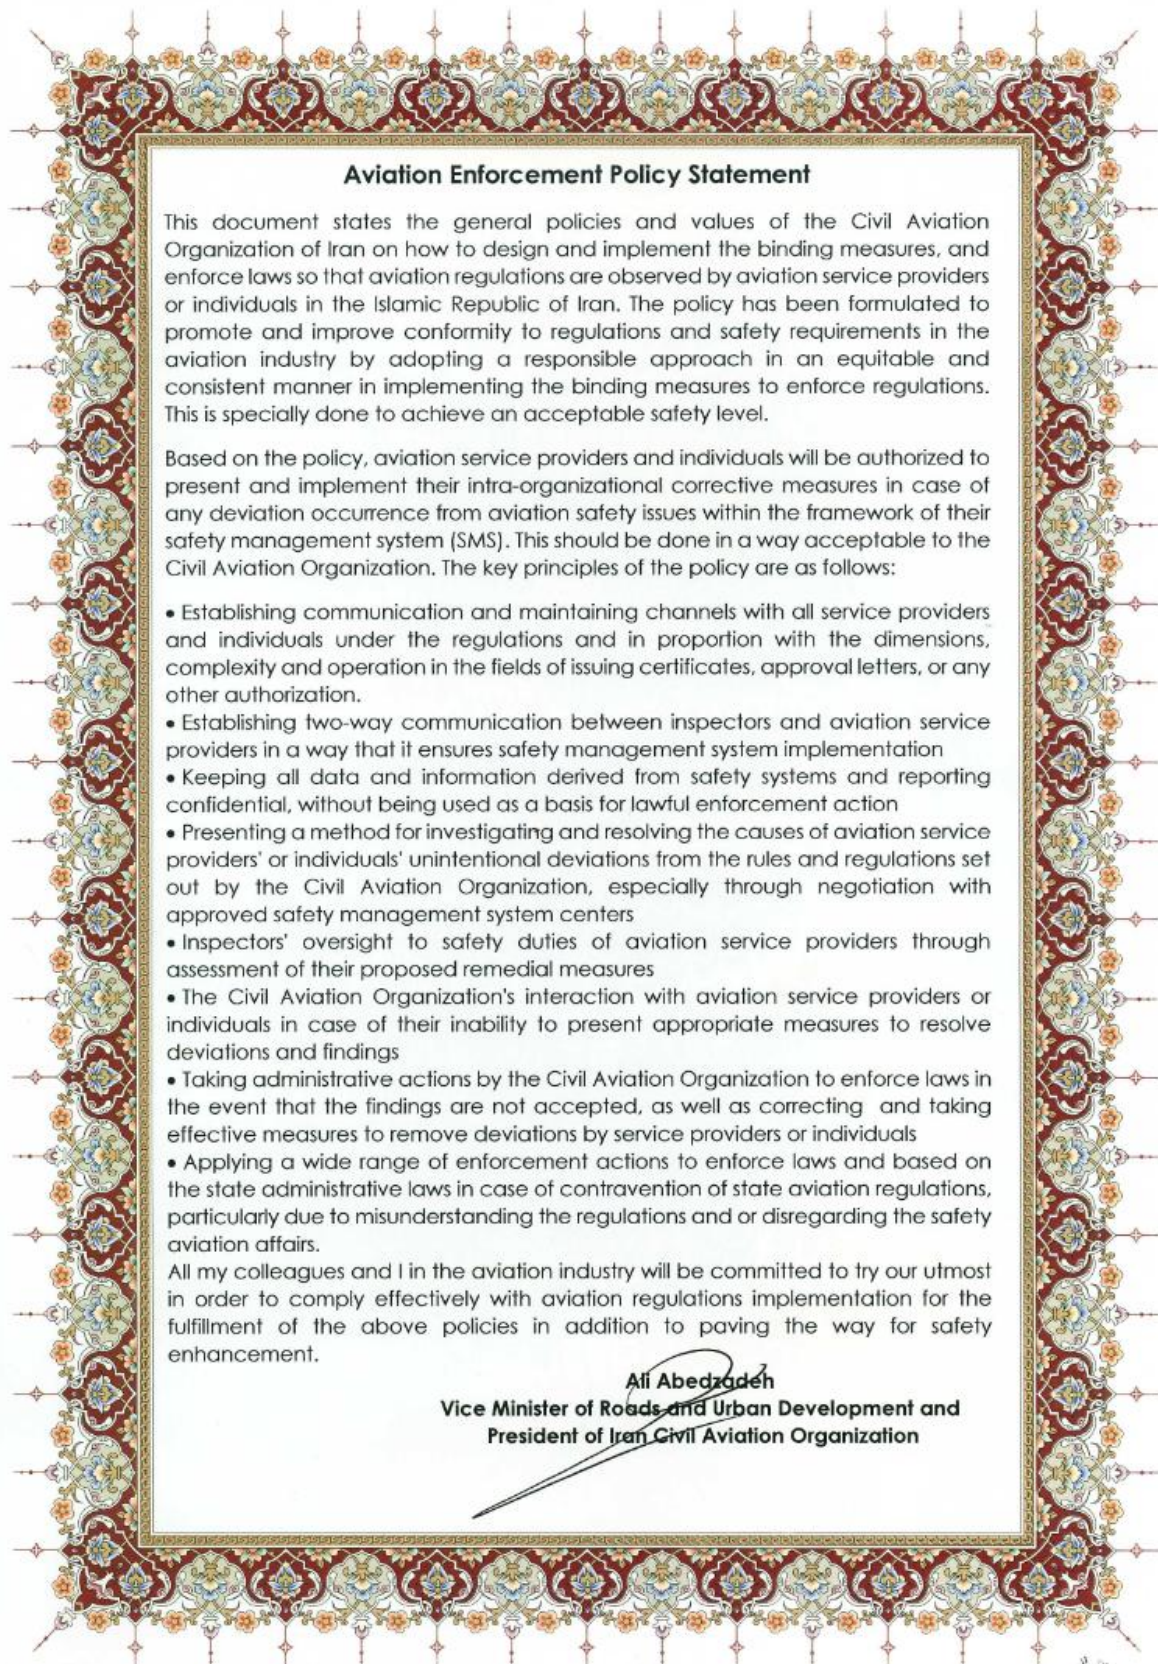 Aviation Enforcement Policy Statement
This document states the general policies and values of the Civil Aviation
Organization of Iran on how to design and implement the binding measures, and
enforce laws so that aviation regulations are observed by aviation service providers
or individuals in the Islamic Republic of Iran. The policy has been formulated to
promote and improve conformity to regulations and safety requirements in the
aviation industry by adopting a responsible approach in an equitable and
consistent manner in implementing the binding measures to enforce regulations.
This is specially done to achieve an acceptable safety level.
Based on the policy, aviation service providers and individuals will be authorized to
present and implement their intra-organizational corrective measures in case of
any deviation occurrence from aviation safety issues within the framework of their
safety management system (SMS). This should be done in a way acceptable to the
Civil Aviation Organization. The key principles of the policy are as follows:
• Establishing communication and maintaining channels with all service providers
and individuals under the regulations and in proportion with the dimensions,
complexity and operation in the fields of issuing certificates, approval letters, or any
other authorization.
• Establishing two-way communication between inspectors and aviation service
providers in a way that it ensures safety management system implementation
• Keeping all data and information derived from safety systems and reporting
confidential, without being used as a basis for lawful enforcement action
• Presenting a method for investigating and resolving the causes of aviation service
providers' or individuals' unintentional deviations from the rules and regulations set
out by the Civil Aviation Organization, especially through negotiation with
approved safety management system centers
• Inspectors' oversight to safety duties of aviation service providers through
assessment of their proposed remedial measures
• The Civil Aviation Organization's interaction with aviation service providers or
individuals in case of their inability to present appropriate measures to resolve
deviations and findings
• Taking administrative actions by the Civil Aviation Organization to enforce laws in
the event that the findings are not accepted, as well as correcting and taking
effective measures to remove deviations by service providers or individuals
• Applying a wide range of enforcement actions to enforce laws and based on
the state administrative laws in case of contravention of state aviation regulations,
particularly due to misunderstanding the regulations and or disregarding the safety
aviation affairs.
All my colleagues and I in the aviation industry will be committed to try our utmost
in order to comply effectively with aviation regulations implementation for the
fulfillment of the above policies in addition to paving the way for safety
enhancement.
Ali Abedzadeh
Vice Minister of Roads and Urban Development and
President of Iran Civil Aviation Organization